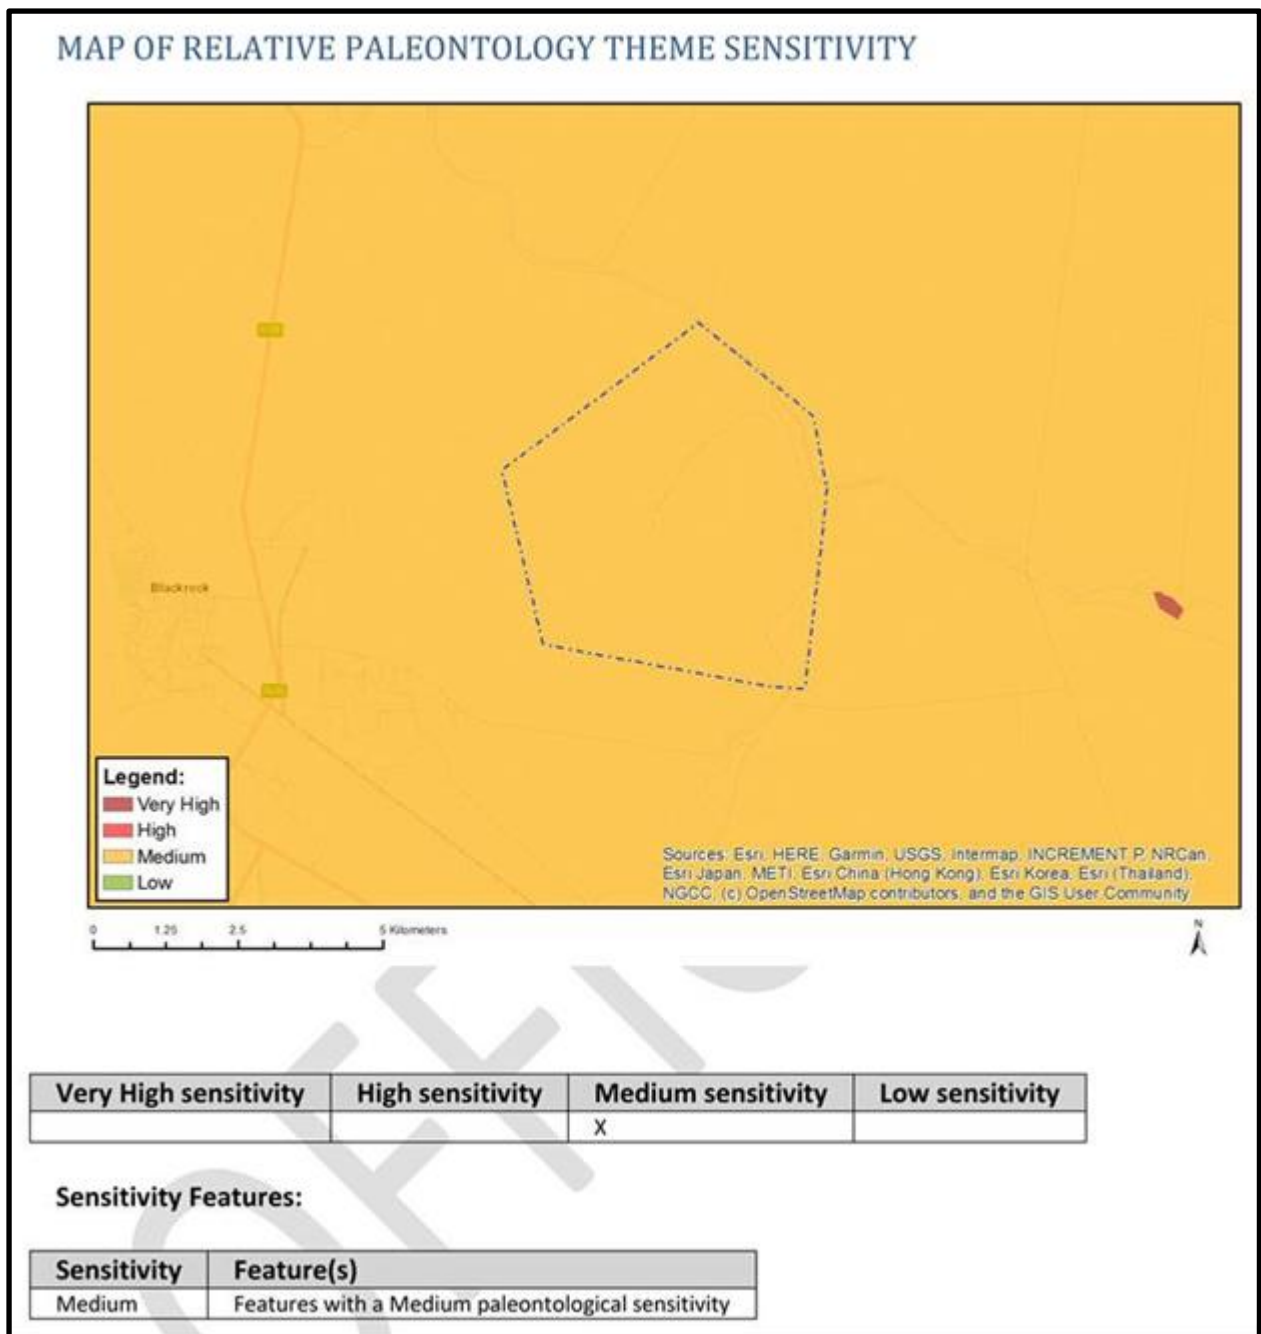 MAP OF RELATIVE PALEONTOLOGY THEME SENSITIVITY
Blackrock
Legend:
Very High
High
Medium
Low
Sources: Esri, HERE, Garmin, USGS, Intermap, INCREMENT P, NRCan,
Esri Japan, METI, Esri China (Hong Kong), Esri Korea, Esri (Thailand),
NGCC, (c) OpenStreetMap contributors, and the GIS User Community
0 1.25 2.5 5 Kilometers
N
Very High sensitivity High sensitivity Medium sensitivity Low sensitivity
X
Sensitivity Features:
Sensitivity Feature(s)
Medium Features with a Medium paleontological sensitivity